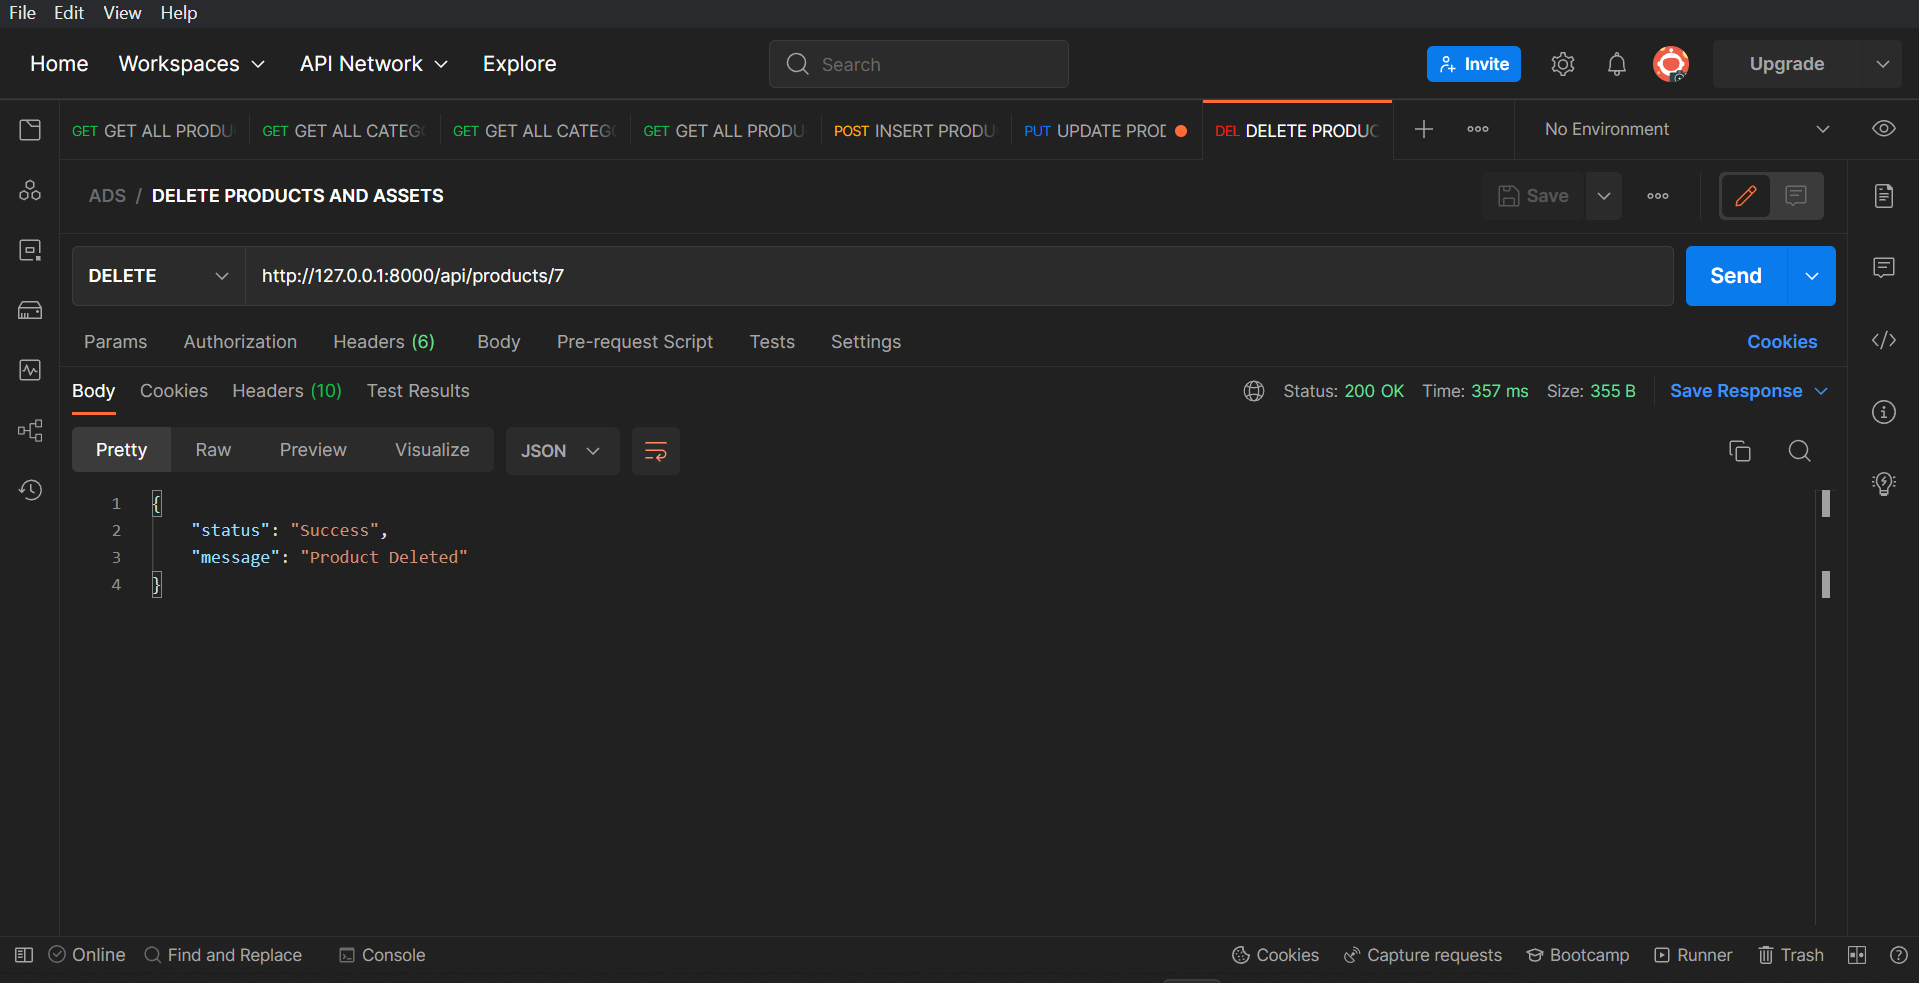 File Edit View Help
Home Workspaces API Network Explore Search Invite Upgrade
GET GET ALL PRODU GET GET ALL CATEG GET GET ALL CATEG GET GET ALL PRODU POST INSERT PRODU PUT UPDATE PROD DEL DELETE PRODUC No Environment
ADS / DELETE PRODUCTS AND ASSETS Save
DELETE http://127.0.0.1:8000/api/products/7 Send
Params Authorization Headers (6) Body Pre-request Script Tests Settings Cookies
Body Cookies Headers (10) Test Results Status: 200 OK Time: 357 ms Size: 355 B Save Response
Pretty Raw Preview Visualize JSON
1 {
2 "status": "Success",
3 "message": "Product Deleted"
4 }
Online Find and Replace Console Cookies Capture requests Bootcamp Runner Trash